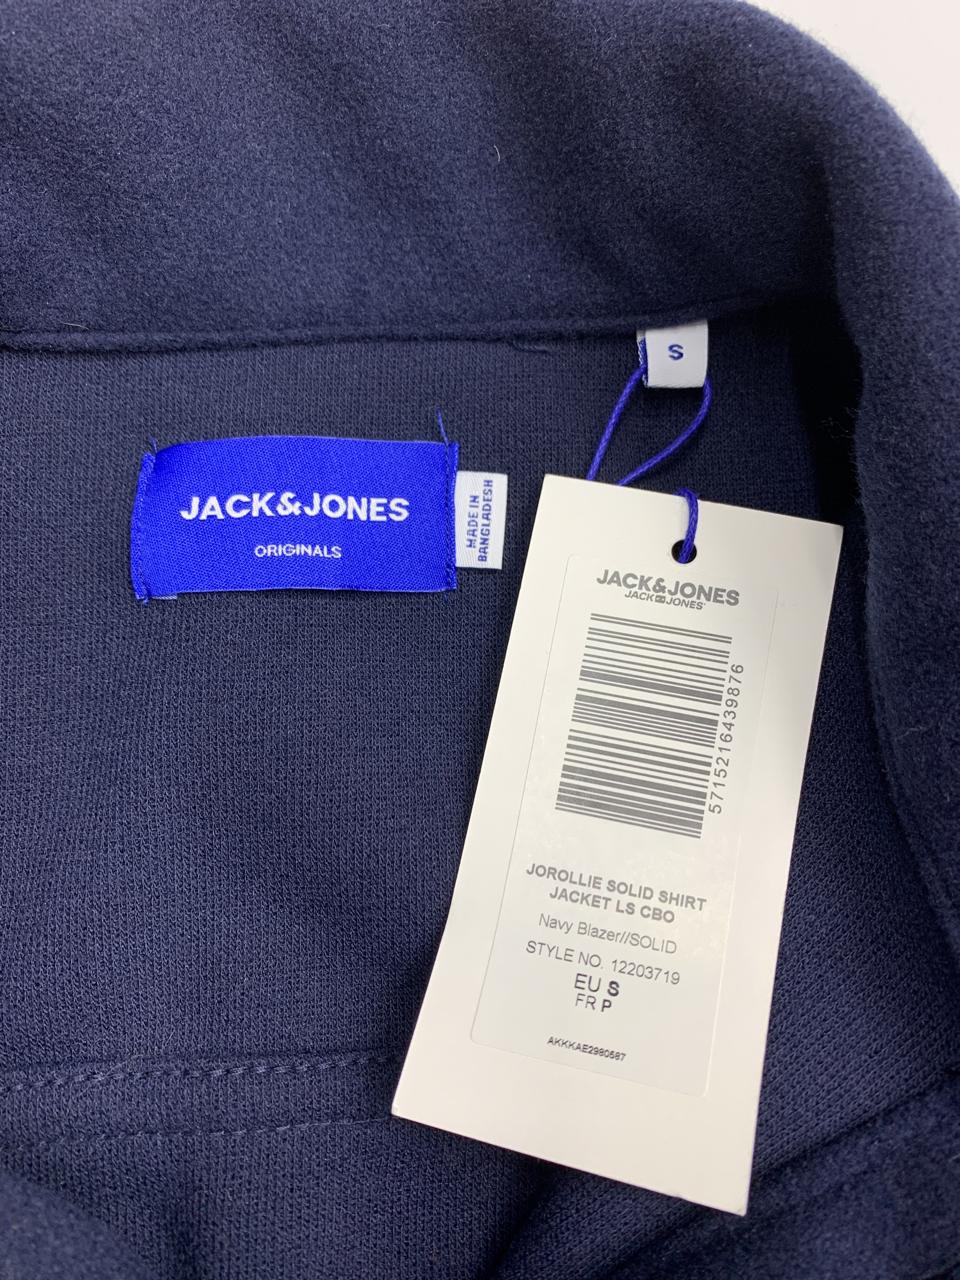 S
JACK&JONES
ORIGINALS
MADE IN
BANGLADESH
JACK&JONES
JACK JONES
5715216439876
JOROLLIE SOLID SHIRT
JACKET LS CBO
Navy Blazer//SOLID
STYLE NO. 12203719
EU S
FR P
AKKKAE2980587